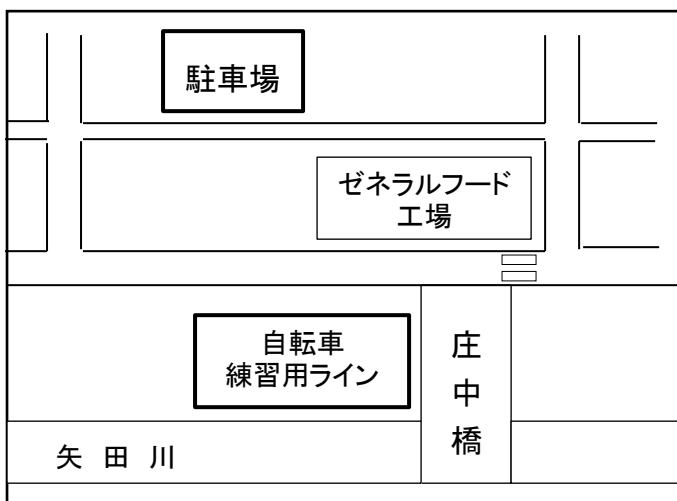 駐車場
ゼネラルフード
工場
自転車
練習用ライン
庄中橋
矢田川